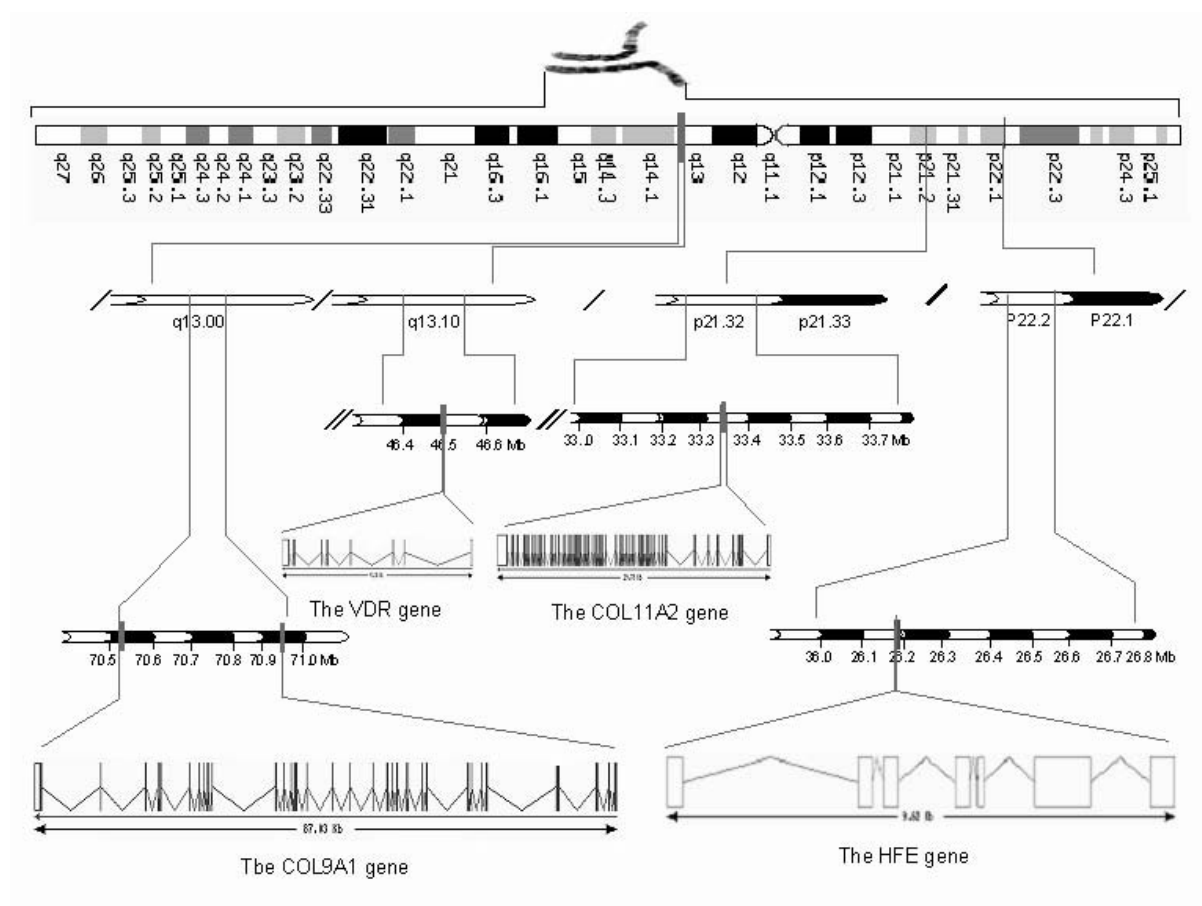 q27 q26 q25.3 q25.2 q25.1 q24.3 q24.2 q24.1 q23.3 q23.2 q22.33 q22.31 q22.1 q21 q16.3 q16.1 q15 q14.3 q14.1 q13 q12 q11.1 p12.1 p12.3 p21.1 p21.2 p21.31 p22.1 p22.3 p24.3 p25.1
q13.00 q13.10 p21.32 p21.33 P22.2 P22.1
46.4 46.5 46.6 Mb 33.0 33.1 33.2 33.3 33.4 33.5 33.6 33.7 Mb
The VDR gene The COL11A2 gene
70.5 70.6 70.7 70.8 70.9 71.0 Mb 36.0 26.1 26.2 26.3 26.4 26.5 26.6 26.7 26.8 Mb
Tbe COL9A1 gene The HFE gene